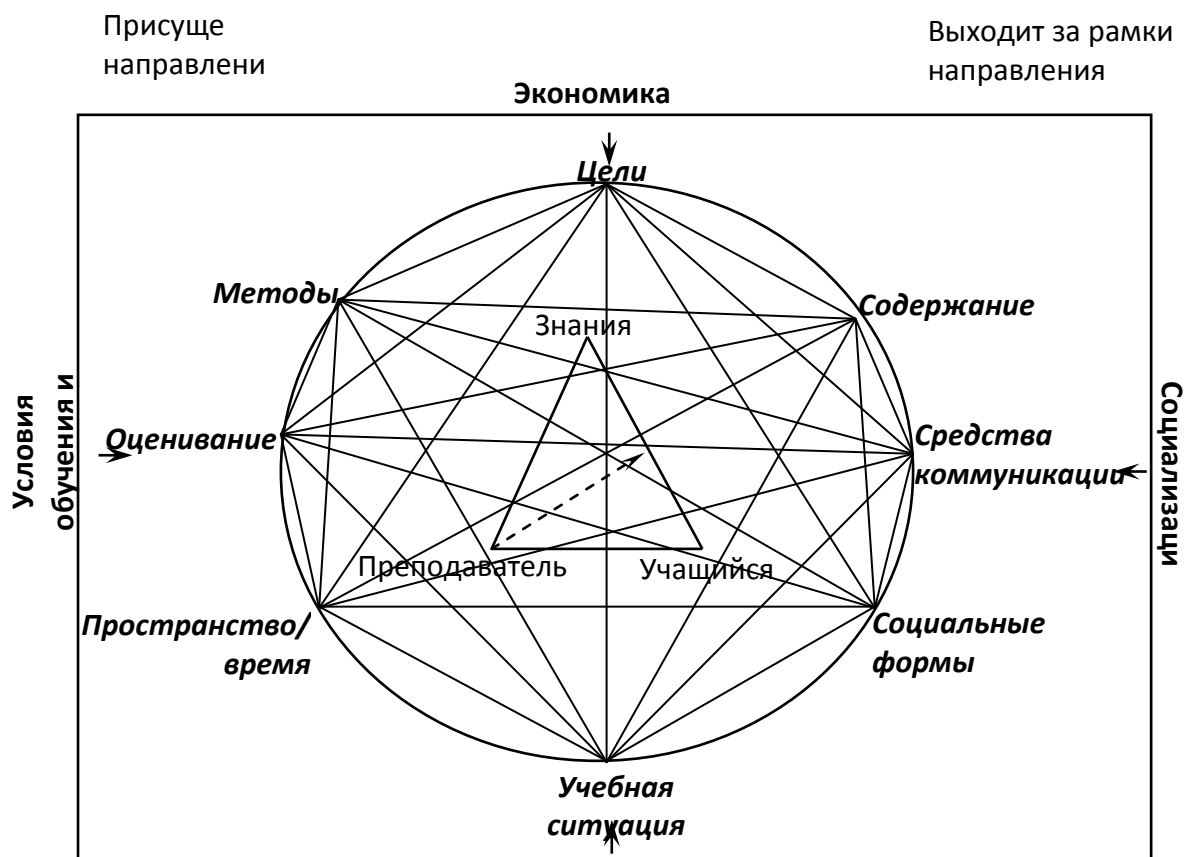 Присуще
направлени
Выходит за рамки
направления
Экономика
Цели
Методы
Содержание
Знания
Условия
обучения и
Оценивание
Средства
коммуникации
Социализаци
Преподаватель
Учащийся
Пространство/
время
Социальные
формы
Учебная
ситуация